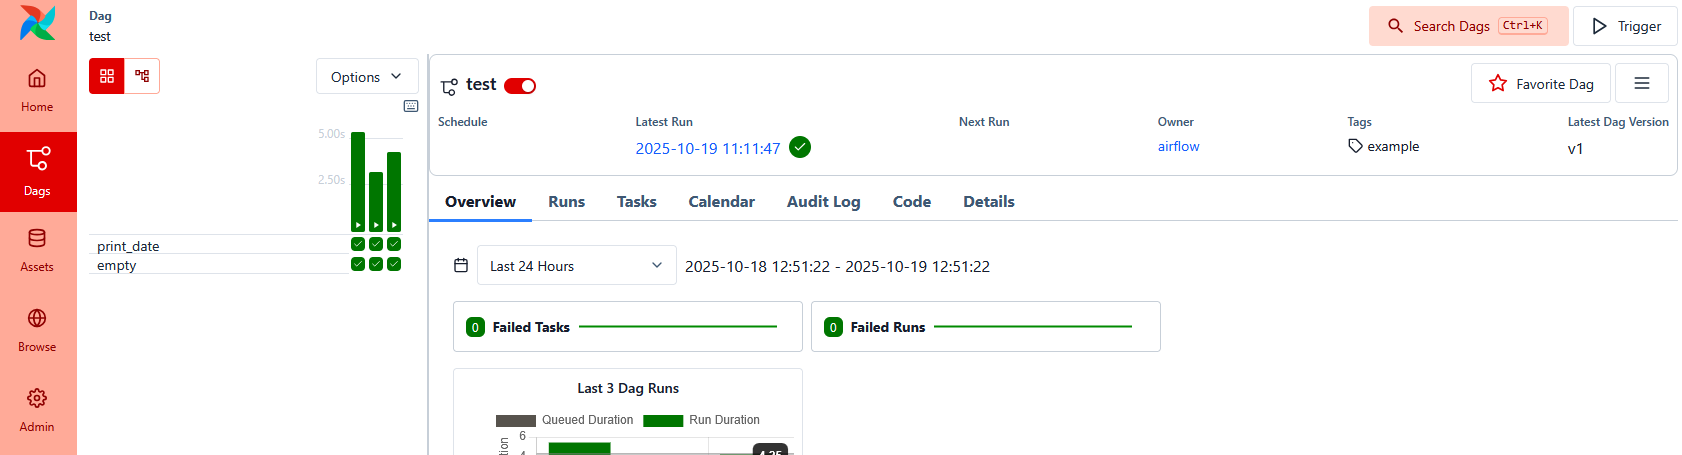 Dag
test
Search Dags Ctrl+K
Trigger
Home
Dags
Assets
Browse
Admin
Options
5.00s
2.50s
print_date
empty
test
Favorite Dag
Schedule
Latest Run
2025-10-19 11:11:47
Next Run
Owner
airflow
Tags
example
Latest Dag Version
v1
Overview Runs Tasks Calendar Audit Log Code Details
Last 24 Hours
2025-10-18 12:51:22 - 2025-10-19 12:51:22
0 Failed Tasks
0 Failed Runs
Last 3 Dag Runs
Queued Duration Run Duration
6